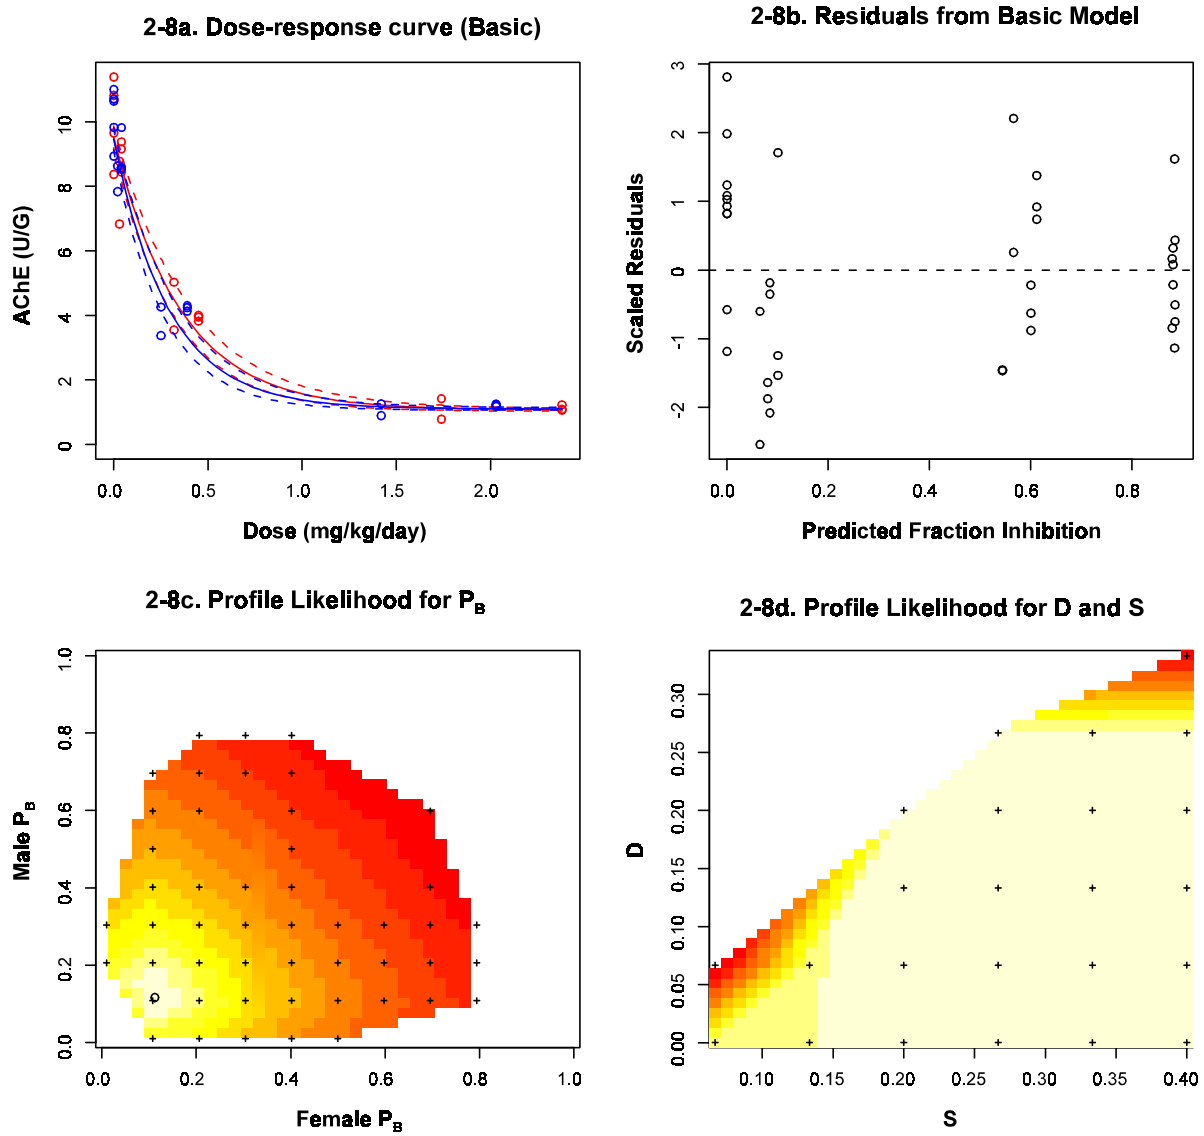 2-8a. Dose-response curve (Basic)
AChE (U/G)
0 2 4 6 8 10
0.0 0.5 1.0 1.5 2.0
Dose (mg/kg/day)
2-8b. Residuals from Basic Model
Scaled Residuals
-2 -1 0 1 2 3
0.0 0.2 0.4 0.6 0.8
Predicted Fraction Inhibition
2-8c. Profile Likelihood for P_B
Male P_B
0.0 0.2 0.4 0.6 0.8 1.0
0.0 0.2 0.4 0.6 0.8 1.0
Female P_B
2-8d. Profile Likelihood for D and S
D
0.00 0.05 0.10 0.15 0.20 0.25 0.30
0.10 0.15 0.20 0.25 0.30 0.35 0.40
S